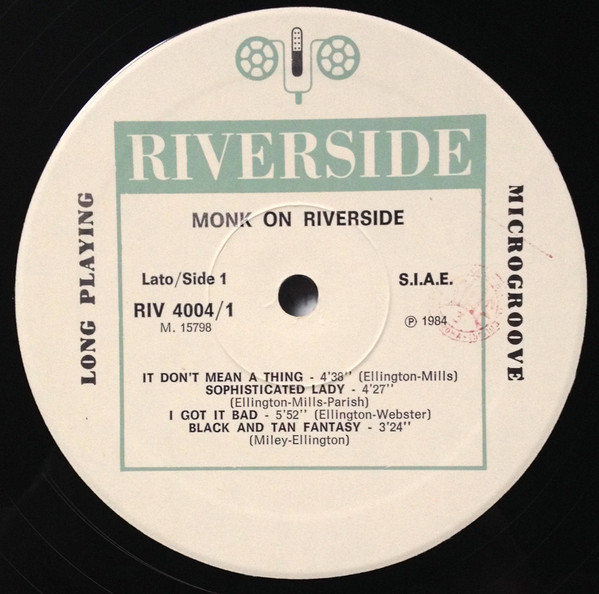 RIVERSIDE
MONK ON RIVERSIDE
LONG PLAYING
MICROGROOVE
Lato/Side 1
S.I.A.E.
RIV 4004/1
M. 15798
Ⓟ 1984
IT DON'T MEAN A THING - 4'38'' (Ellington-Mills)
SOPHISTICATED LADY - 4'27''
(Ellington-Mills-Parish)
I GOT IT BAD - 5'52'' (Ellington-Webster)
BLACK AND TAN FANTASY - 3'24''
(Miley-Ellington)